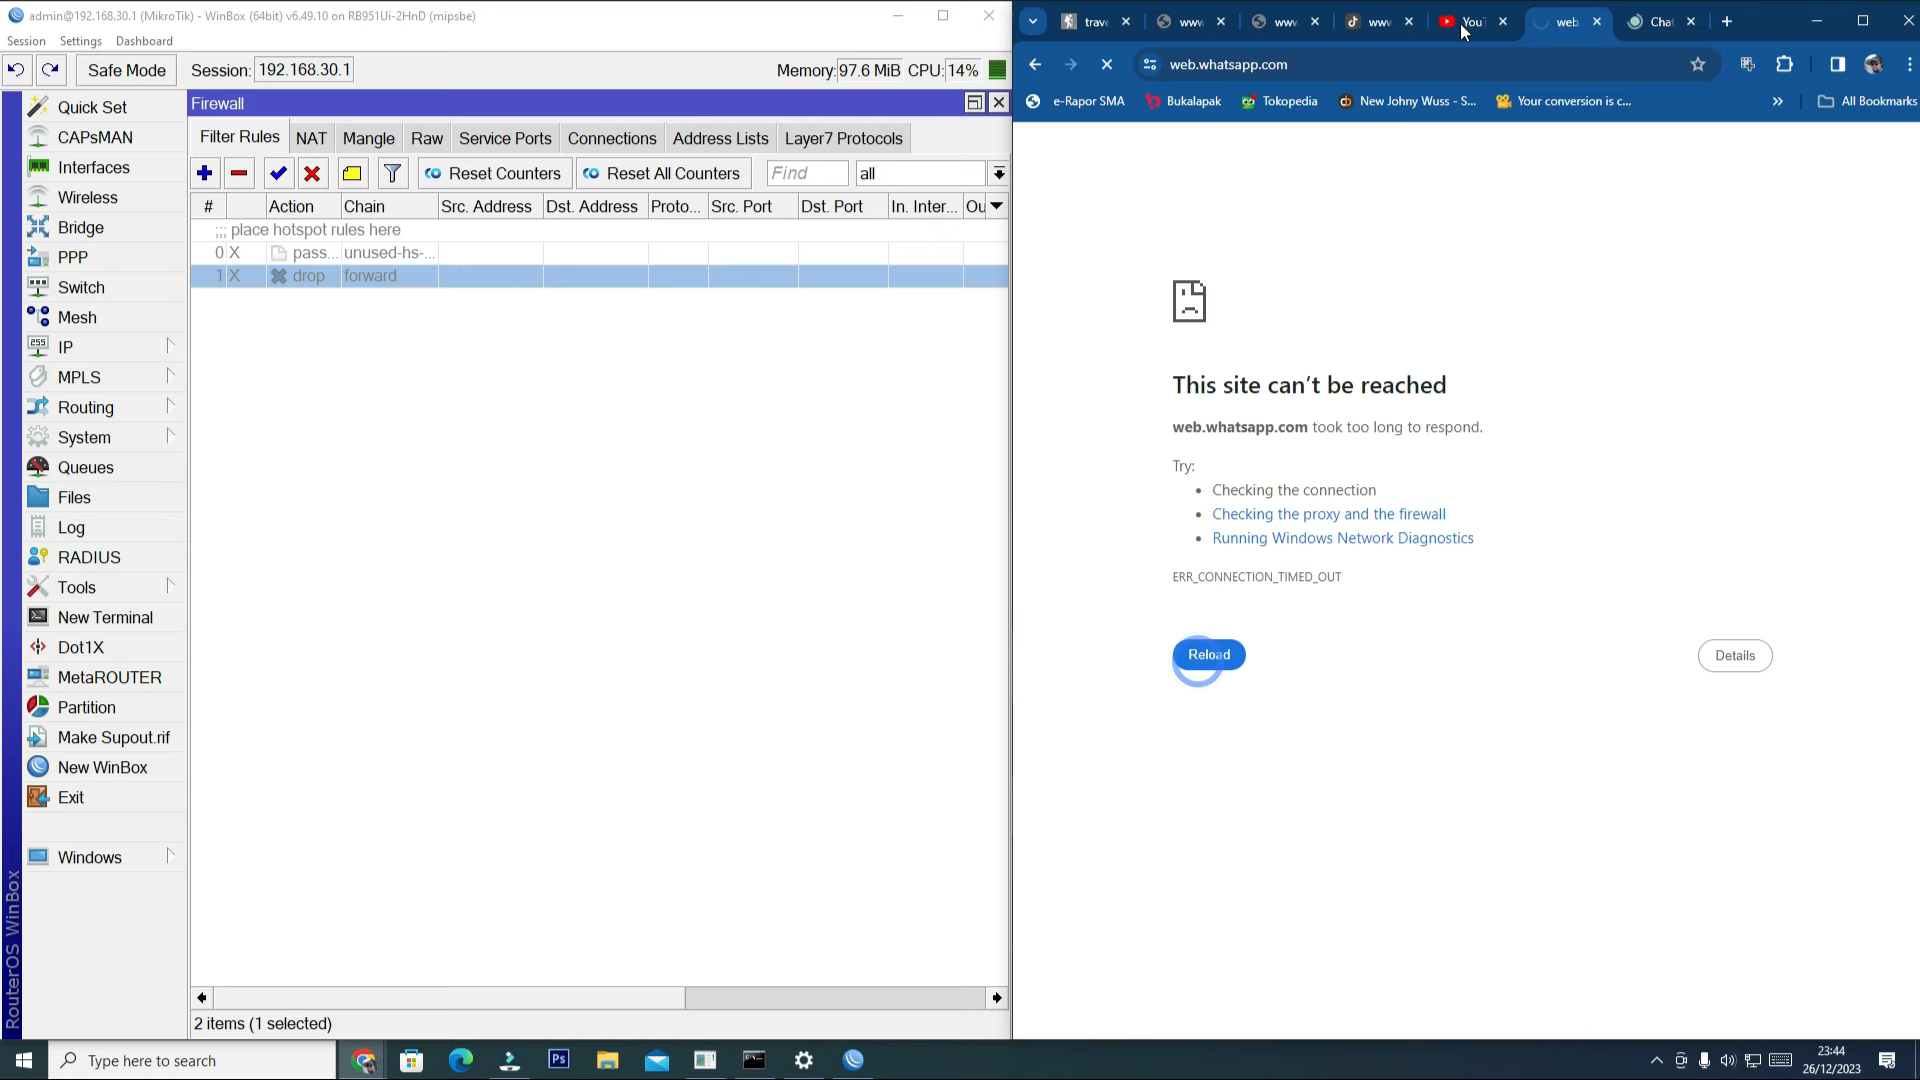 admin@192.168.30.1 (MikroTik) - WinBox (64bit) v6.49.10 on RB951Ui-2HnD (mipsbe)
Session Settings Dashboard
Safe Mode Session: 192.168.30.1 Memory: 97.6 MiB CPU: 14%
Quick Set
CAPsMAN
Interfaces
Wireless
Bridge
PPP
Switch
Mesh
IP
MPLS
Routing
System
Queues
Files
Log
RADIUS
Tools
New Terminal
Dot1X
MetaROUTER
Partition
Make Supout.rif
New WinBox
Exit
Windows
RouterOS WinBox
Firewall
Filter Rules NAT Mangle Raw Service Ports Connections Address Lists Layer7 Protocols
Reset Counters Reset All Counters Find all
# Action Chain Src. Address Dst. Address Proto... Src. Port Dst. Port In. Inter... Ou
;;; place hotspot rules here
0 X pass... unused-hs-...
1 X drop forward
2 items (1 selected)
trave www www www YouT web Chat
web.whatsapp.com
e-Rapor SMA Bukalapak Tokopedia New Johny Wuss - S... Your conversion is c... » All Bookmarks
This site can’t be reached
web.whatsapp.com took too long to respond.
Try:
• Checking the connection
• Checking the proxy and the firewall
• Running Windows Network Diagnostics
ERR_CONNECTION_TIMED_OUT
Reload Details
Type here to search
Ps
23:44
26/12/2023